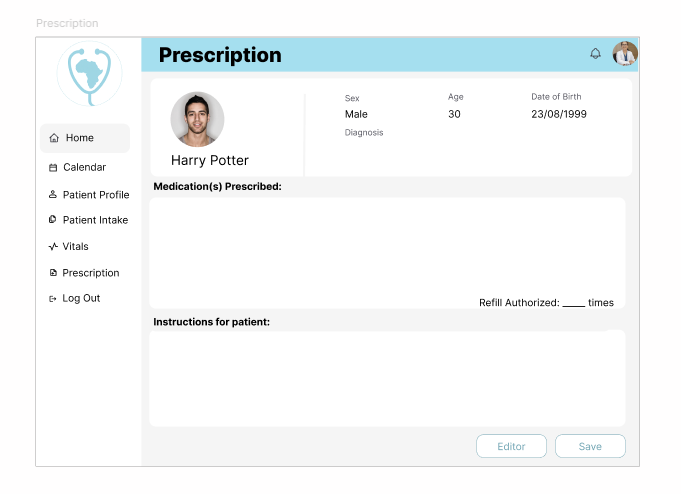 Prescription
Prescription
Sex
Age
Date of Birth
Male
30
23/08/1999
Diagnosis
Harry Potter
Home
Calendar
Patient Profile
Patient Intake
Vitals
Prescription
Log Out
Medication(s) Prescribed:
Refill Authorized: ____ times
Instructions for patient:
Editor
Save